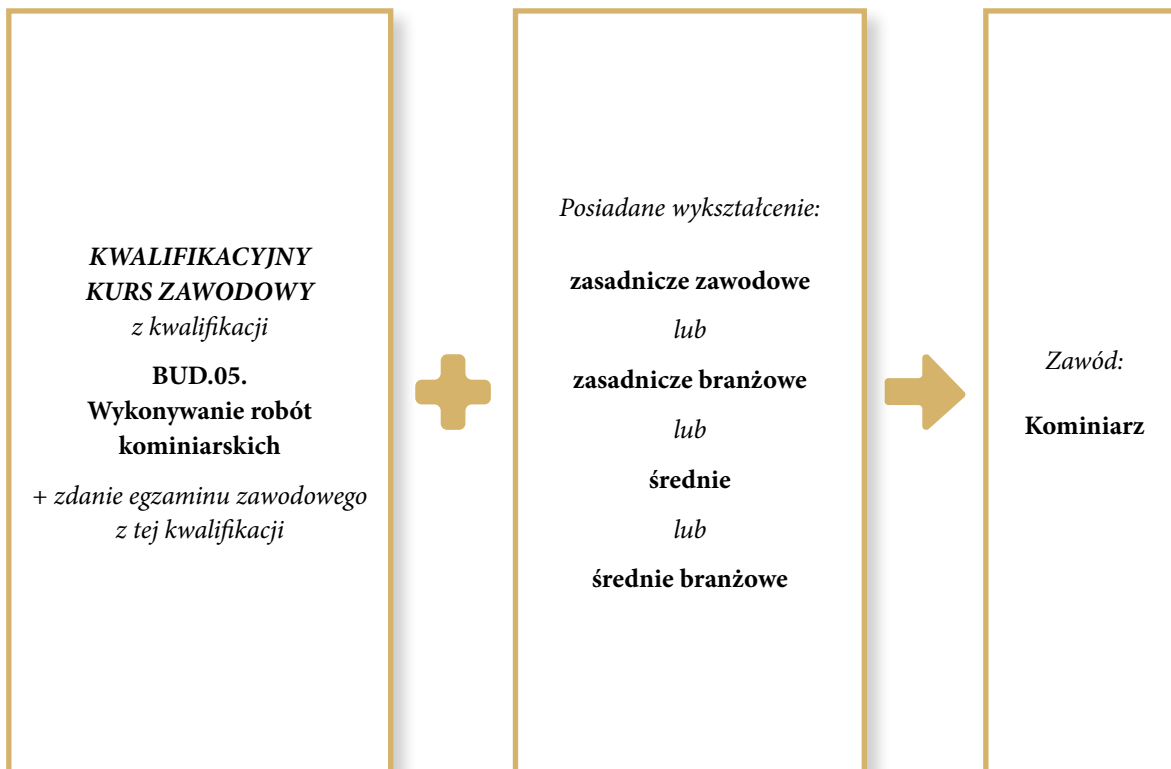 KWALIFIKACYJNY
KURS ZAWODOWY
z kwalifikacji
BUD.05.
Wykonywanie robót
kominiarskich
+ zdanie egzaminu zawodowego
z tej kwalifikacji
Posiadane wykształcenie:
zasadnicze zawodowe
lub
zasadnicze branżowe
lub
średnie
lub
średnie branżowe
Zawód:
Kominiarz